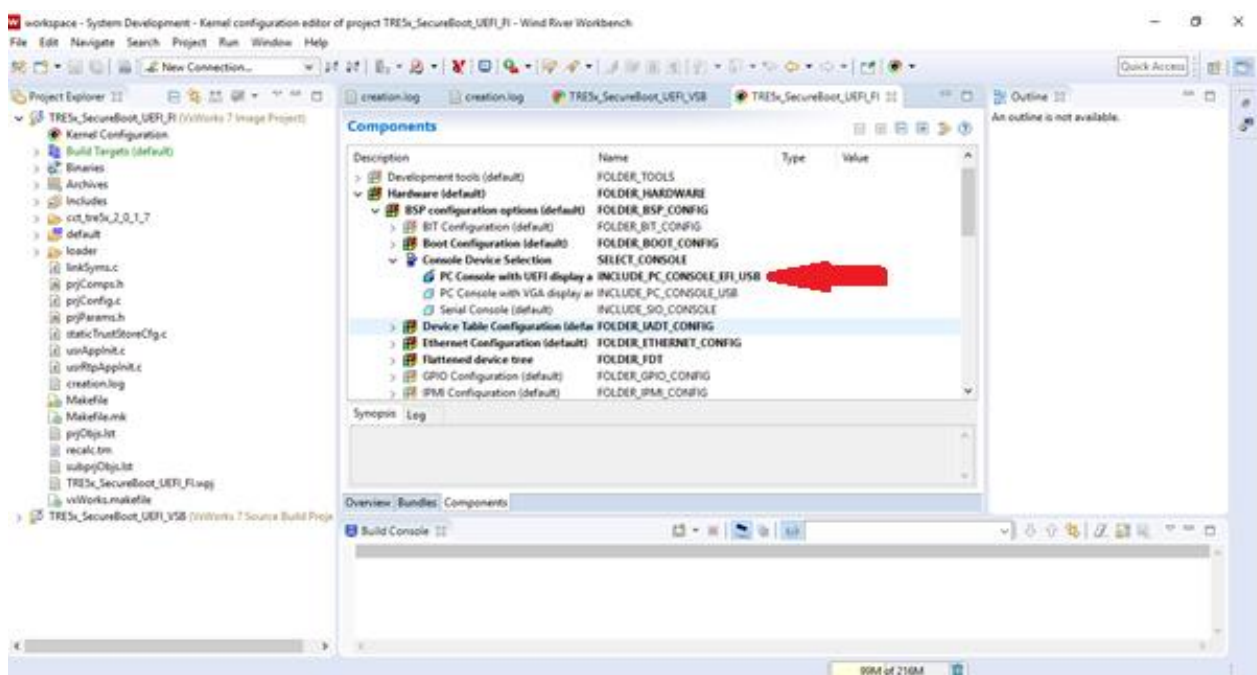 workspace - System Development - Kernel configuration editor of project TRE5x_SecureBoot_UEFI_FI - Wind River Workbench
File Edit Navigate Search Project Run Window Help
New Connection...
Quick Access
Project Explorer
TRE5x_SecureBoot_UEFI_FI (VxWorks 7 Image Project)
Kernel Configuration
Build Targets (default)
Binaries
Archives
Includes
cct_tre5x_2_0_1_7
default
loader
linkSyms.c
prjComps.h
prjConfig.c
prjParams.h
staticTrustStoreCfg.c
usrAppInit.c
usrRtpAppInit.c
creation.log
Makefile
Makefile.mk
prjObjs.lst
recalc.tm
subprjObjs.lst
TRE5x_SecureBoot_UEFI_FI.wpj
vxWorks.makefile
TRE5x_SecureBoot_UEFI_VSB (VxWorks 7 Source Build Proje
creation.log creation.log TRE5x_SecureBoot_UEFI_VSB TRE5x_SecureBoot_UEFI_FI
Components
Description Name Type Value
Development tools (default) FOLDER_TOOLS
Hardware (default) FOLDER_HARDWARE
BSP configuration options (default) FOLDER_BSP_CONFIG
BIT Configuration (default) FOLDER_BIT_CONFIG
Boot Configuration (default) FOLDER_BOOT_CONFIG
Console Device Selection SELECT_CONSOLE
PC Console with UEFI display a INCLUDE_PC_CONSOLE_EFI_USB
PC Console with VGA display ar INCLUDE_PC_CONSOLE_USB
Serial Console (default) INCLUDE_SIO_CONSOLE
Device Table Configuration (defau FOLDER_IADT_CONFIG
Ethernet Configuration (default) FOLDER_ETHERNET_CONFIG
Flattened device tree FOLDER_FDT
GPIO Configuration (default) FOLDER_GPIO_CONFIG
IPMI Configuration (default) FOLDER_IPMI_CONFIG
Synopsis Log
Overview Bundles Components
Build Console
Outline
An outline is not available.
99M of 216M